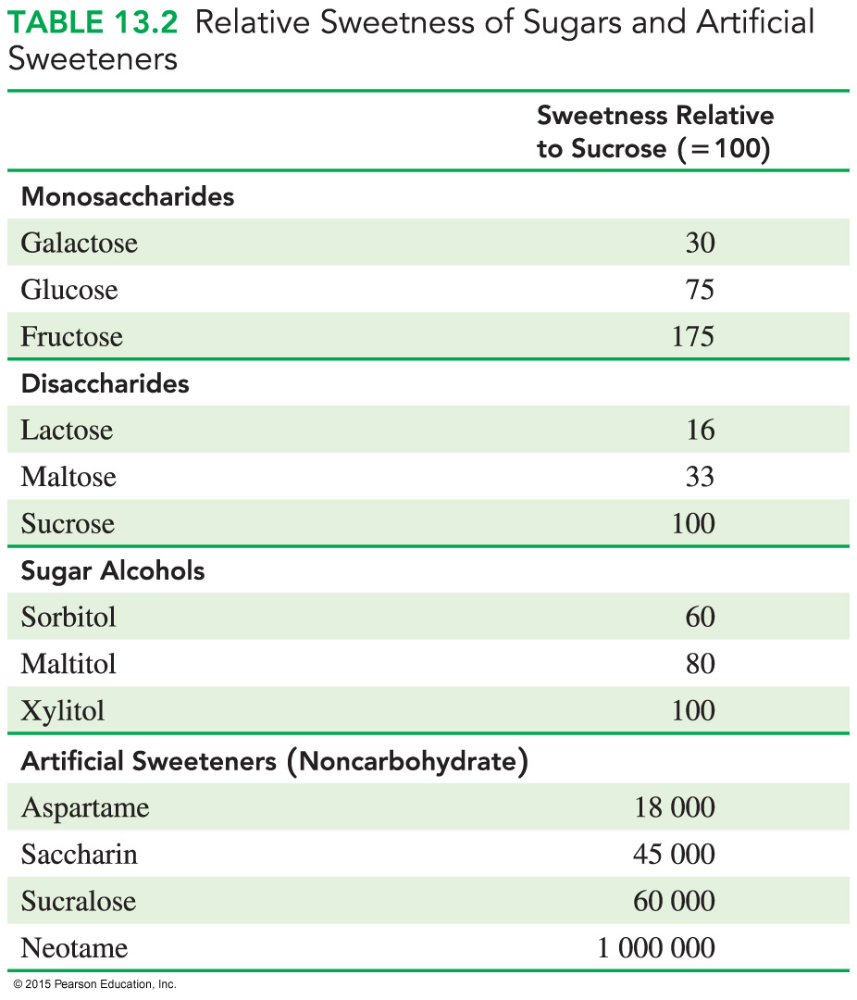 TABLE 13.2 Relative Sweetness of Sugars and Artificial
Sweeteners
Sweetness Relative
to Sucrose (=100)
Monosaccharides
Galactose 30
Glucose 75
Fructose 175
Disaccharides
Lactose 16
Maltose 33
Sucrose 100
Sugar Alcohols
Sorbitol 60
Maltitol 80
Xylitol 100
Artificial Sweeteners (Noncarbohydrate)
Aspartame 18 000
Saccharin 45 000
Sucralose 60 000
Neotame 1 000 000
© 2015 Pearson Education, Inc.